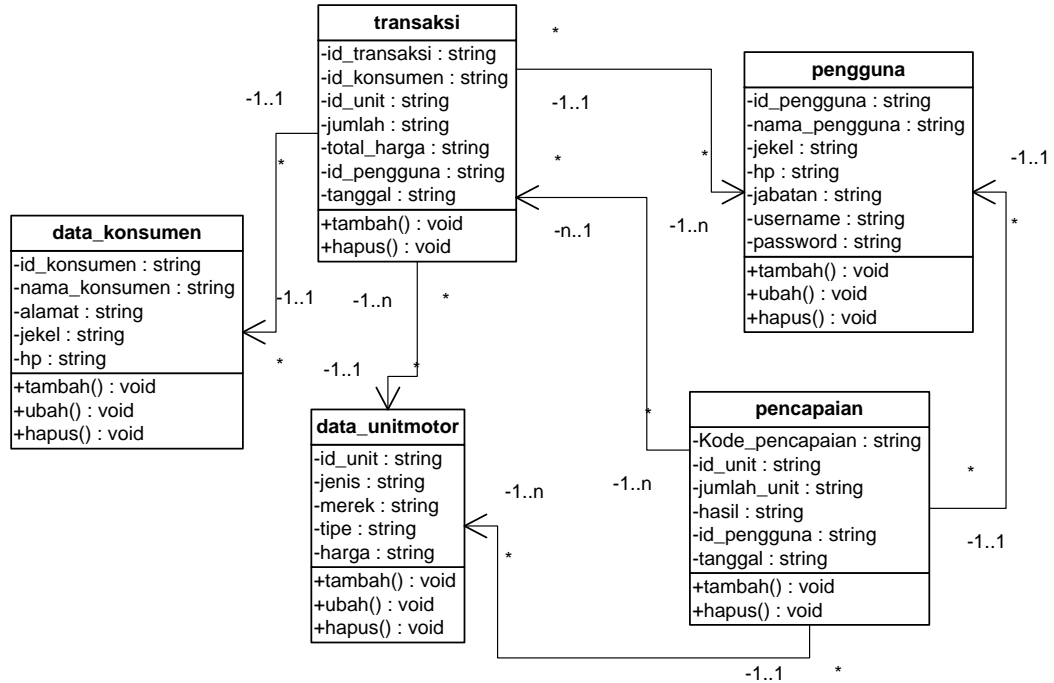 transaksi
-id_transaksi : string
-id_konsumen : string
-id_unit : string
-jumlah : string
-total_harga : string
-id_pengguna : string
-tanggal : string
+tambah() : void
+hapus() : void
pengguna
-id_pengguna : string
-nama_pengguna : string
-jekel : string
-hp : string
-jabatan : string
-username : string
-password : string
+tambah() : void
+ubah() : void
+hapus() : void
data_konsumen
-id_konsumen : string
-nama_konsumen : string
-alamat : string
-jekel : string
-hp : string
+tambah() : void
+ubah() : void
+hapus() : void
data_unitmotor
-id_unit : string
-jenis : string
-merek : string
-tipe : string
-harga : string
+tambah() : void
+ubah() : void
+hapus() : void
pencapaian
-Kode_pencapaian : string
-id_unit : string
-jumlah_unit : string
-hasil : string
-id_pengguna : string
-tanggal : string
+tambah() : void
+hapus() : void
-1..1
*
-1..1
*
*
-1..1
*
-1..n
*
-n..1
*
-1..n
-1..n
*
-1..1
*
-1..1
*
*
-1..1
-1..n
*
-1..1
*